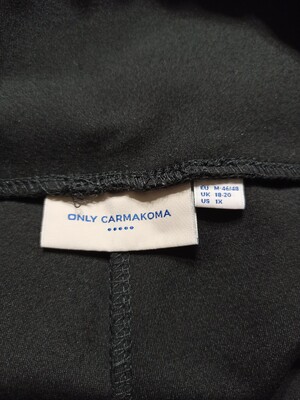 ONLY CARMAKOMA
EU M-46/48
UK 18-20
US 1X